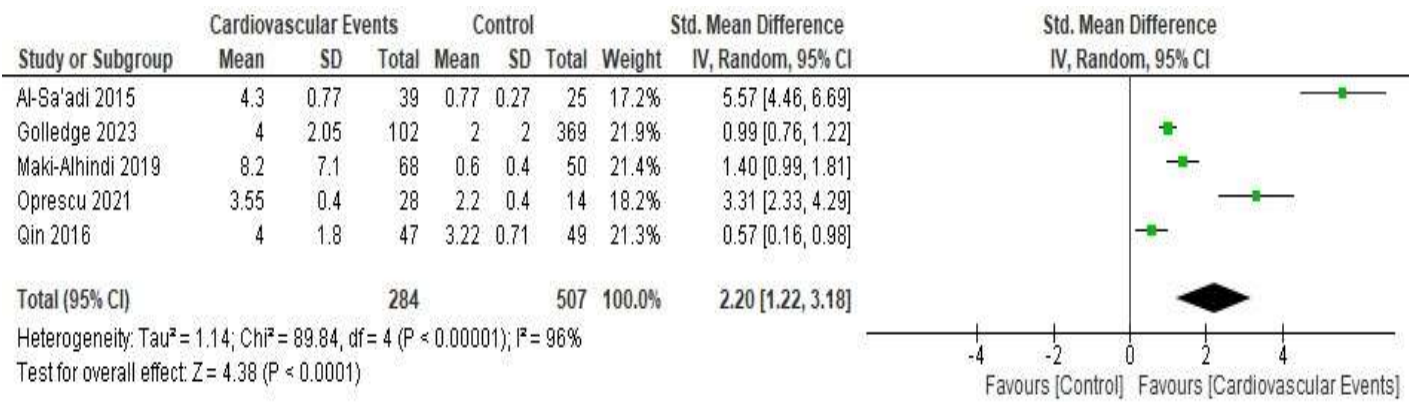 Cardiovascular Events Control Std. Mean Difference Std. Mean Difference
Study or Subgroup Mean SD Total Mean SD Total Weight IV, Random, 95% CI IV, Random, 95% CI
Al-Sa'adi 2015 4.3 0.77 39 0.77 0.27 25 17.2% 5.57 [4.46, 6.69]
Golledge 2023 4 2.05 102 2 2 369 21.9% 0.99 [0.76, 1.22]
Maki-Alhindi 2019 8.2 7.1 68 0.6 0.4 50 21.4% 1.40 [0.99, 1.81]
Oprescu 2021 3.55 0.4 28 2.2 0.4 14 18.2% 3.31 [2.33, 4.29]
Qin 2016 4 1.8 47 3.22 0.71 49 21.3% 0.57 [0.16, 0.98]
Total (95% CI) 284 507 100.0% 2.20 [1.22, 3.18]
Heterogeneity: Tau² = 1.14; Chi² = 89.84, df = 4 (P < 0.00001); I² = 96%
Test for overall effect: Z = 4.38 (P < 0.0001)
-4 -2 0 2 4
Favours [Control] Favours [Cardiovascular Events]